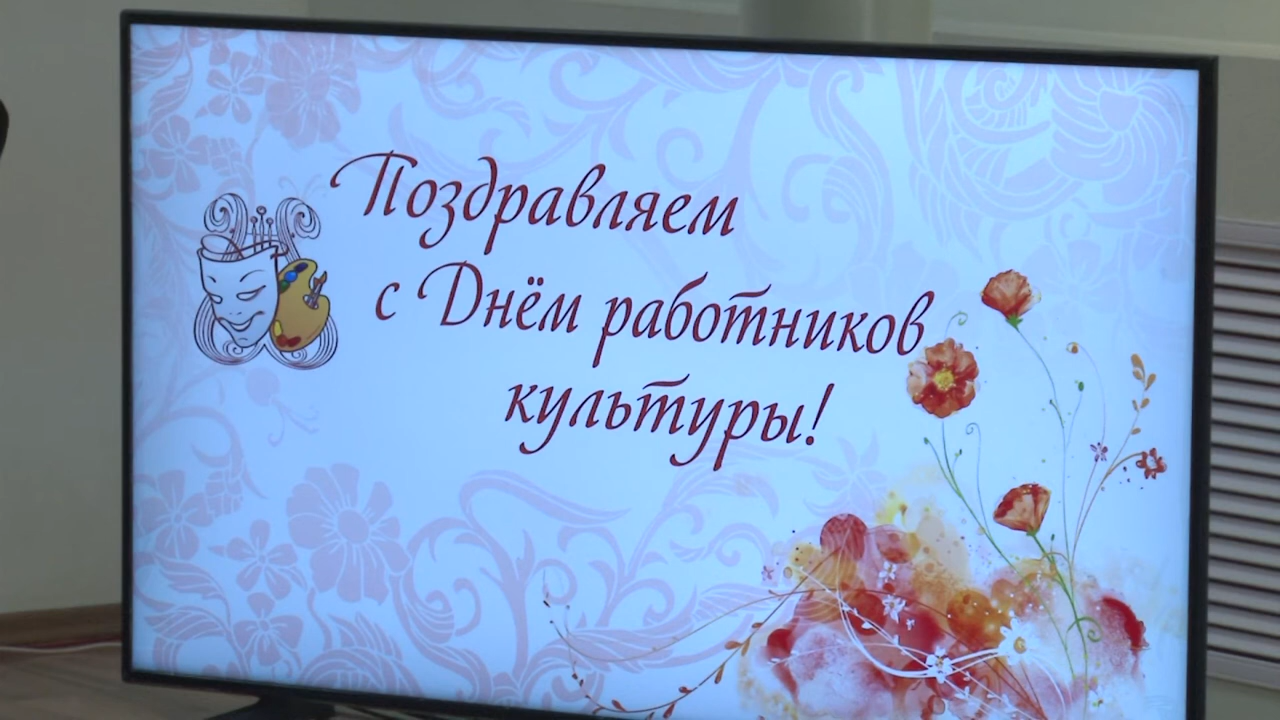 Поздравляем
с Днём работников
культуры!